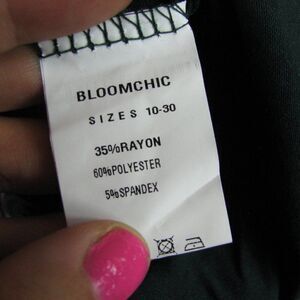 BLOOMCHIC
SIZES 10-30
35%RAYON
60%POLYESTER
5%SPANDEX